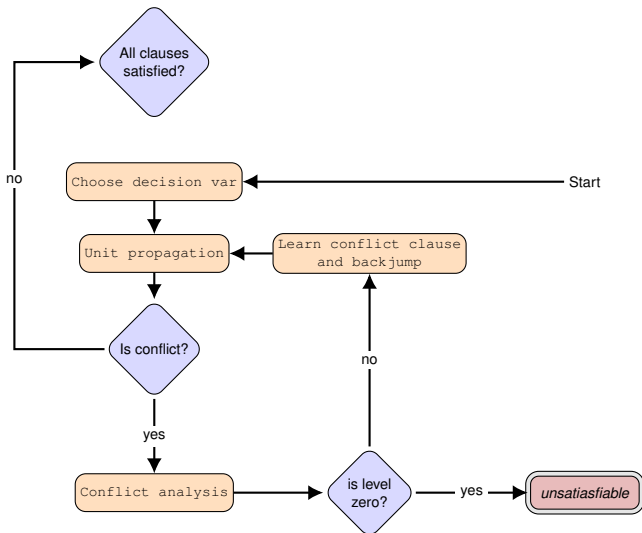 All clauses
satisfied?
no
Choose decision var
Start
Unit propagation
Learn conflict clause
and backjump
Is conflict?
no
yes
Conflict analysis
is level
zero?
yes
unsatiasfiable